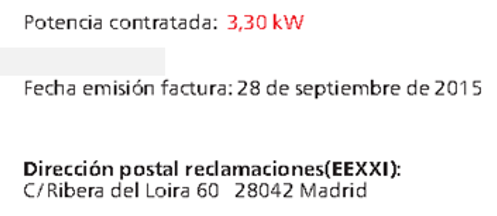 Potencia contratada: 3,30 kW
Fecha emisión factura: 28 de septiembre de 2015
Dirección postal reclamaciones(EEXXI):
C/Ribera del Loira 60 28042 Madrid